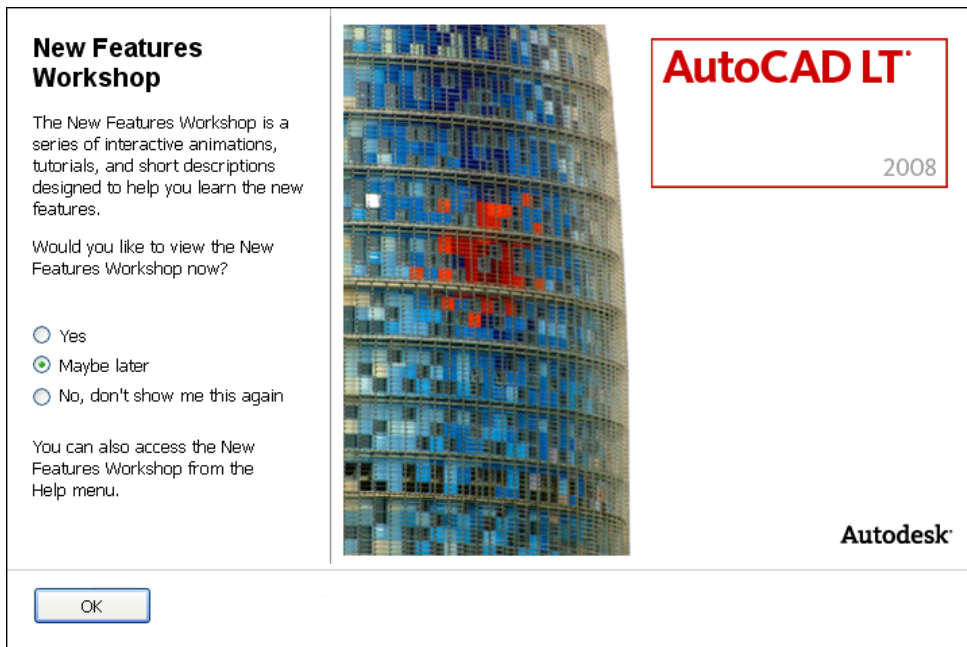 New Features
Workshop
The New Features Workshop is a
series of interactive animations,
tutorials, and short descriptions
designed to help you learn the new
features.
Would you like to view the New
Features Workshop now?
Yes
Maybe later
No, don't show me this again
You can also access the New
Features Workshop from the
Help menu.
AutoCAD LT
2008
Autodesk
OK